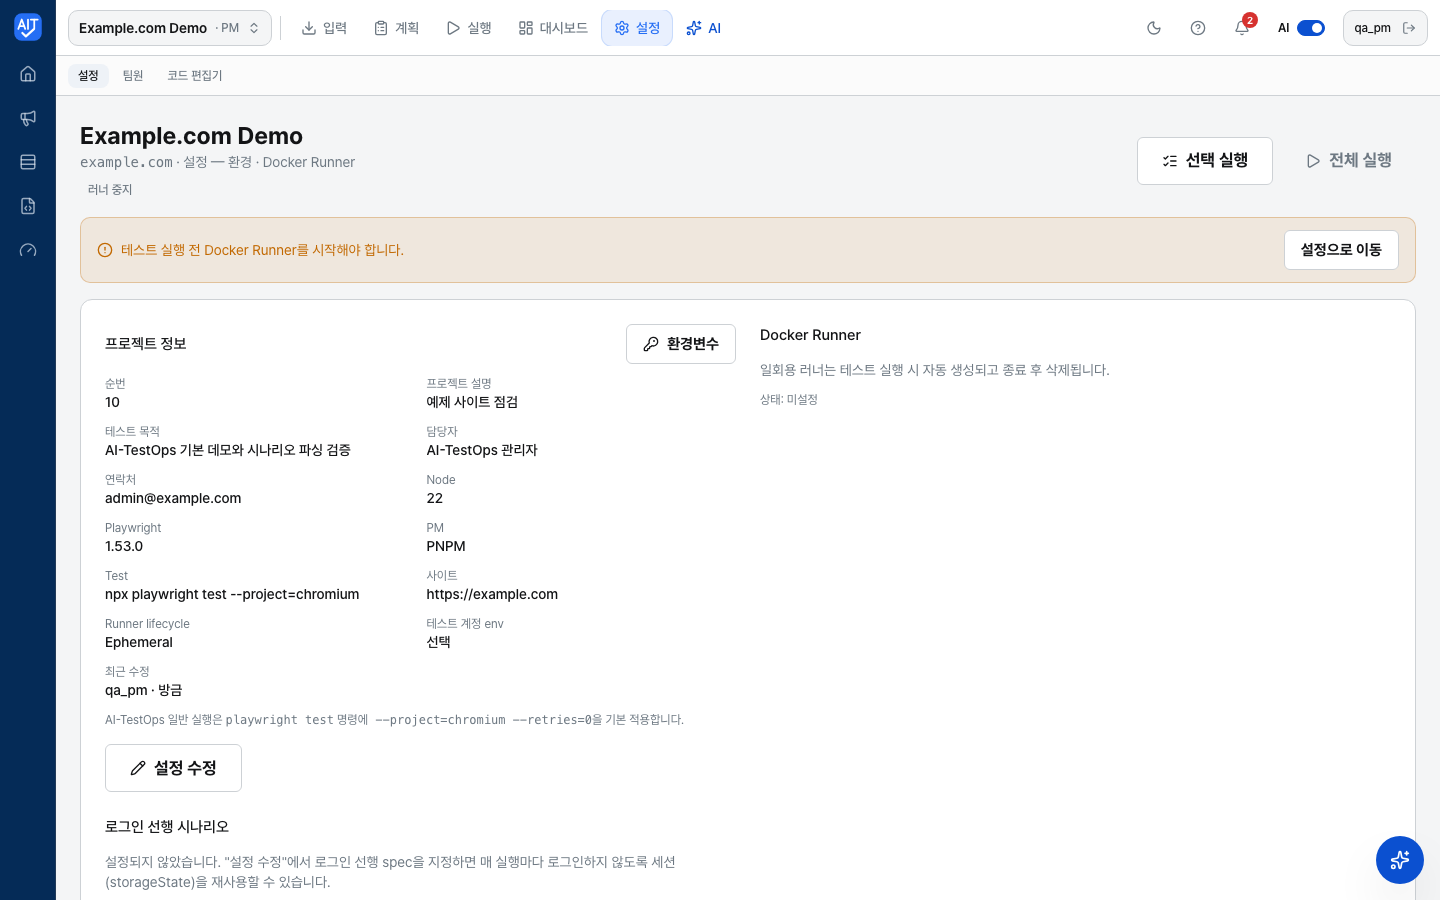 AIT
Example.com Demo · PM
입력
계획
실행
대시보드
설정
AI
2
AI
qa_pm
설정
팀원
코드 편집기
Example.com Demo
example.com · 설정 — 환경 · Docker Runner
러너 중지
선택 실행
전체 실행
테스트 실행 전 Docker Runner를 시작해야 합니다.
설정으로 이동
프로젝트 정보
환경변수
순번
10
프로젝트 설명
예제 사이트 점검
테스트 목적
AI-TestOps 기본 데모와 시나리오 파싱 검증
담당자
AI-TestOps 관리자
연락처
admin@example.com
Node
22
Playwright
1.53.0
PM
PNPM
Test
npx playwright test --project=chromium
사이트
https://example.com
Runner lifecycle
Ephemeral
테스트 계정 env
선택
최근 수정
qa_pm · 방금
AI-TestOps 일반 실행은 playwright test 명령에 --project=chromium --retries=0을 기본 적용합니다.
설정 수정
로그인 선행 시나리오
설정되지 않았습니다. "설정 수정"에서 로그인 선행 spec을 지정하면 매 실행마다 로그인하지 않도록 세션
(storageState)을 재사용할 수 있습니다.
Docker Runner
일회용 러너는 테스트 실행 시 자동 생성되고 종료 후 삭제됩니다.
상태: 미설정